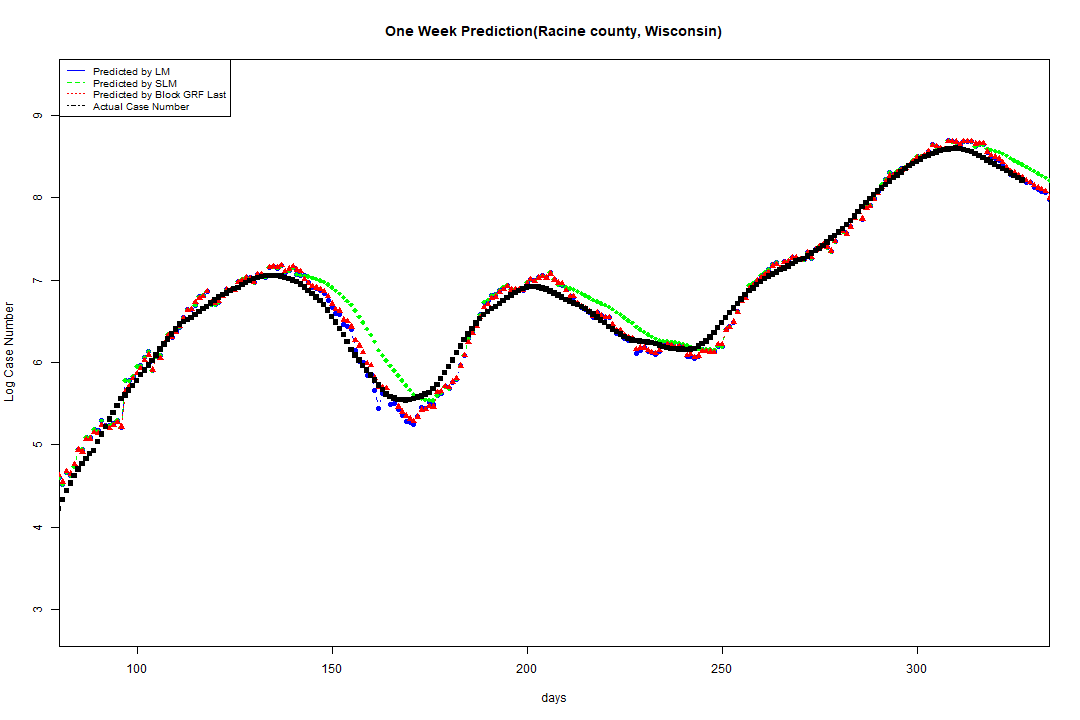 One Week Prediction(Racine county, Wisconsin)
Predicted by LM
Predicted by SLM
Predicted by Block GRF Last
Actual Case Number
9
8
7
6
5
4
3
Log Case Number
100 150 200 250 300
days